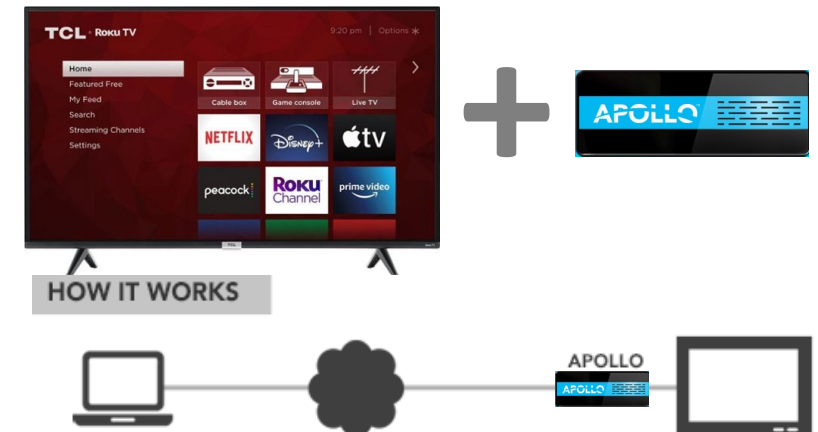 TCL · Roku TV
9:20 pm | Options
Home
Featured Free
My Feed
Search
Streaming Channels
Settings
Cable box
Game console
Live TV
NETFLIX
Disney+
tv
peacock
Roku
Channel
prime video
TCL
APOLLO
HOW IT WORKS
APOLLO
APOLLO